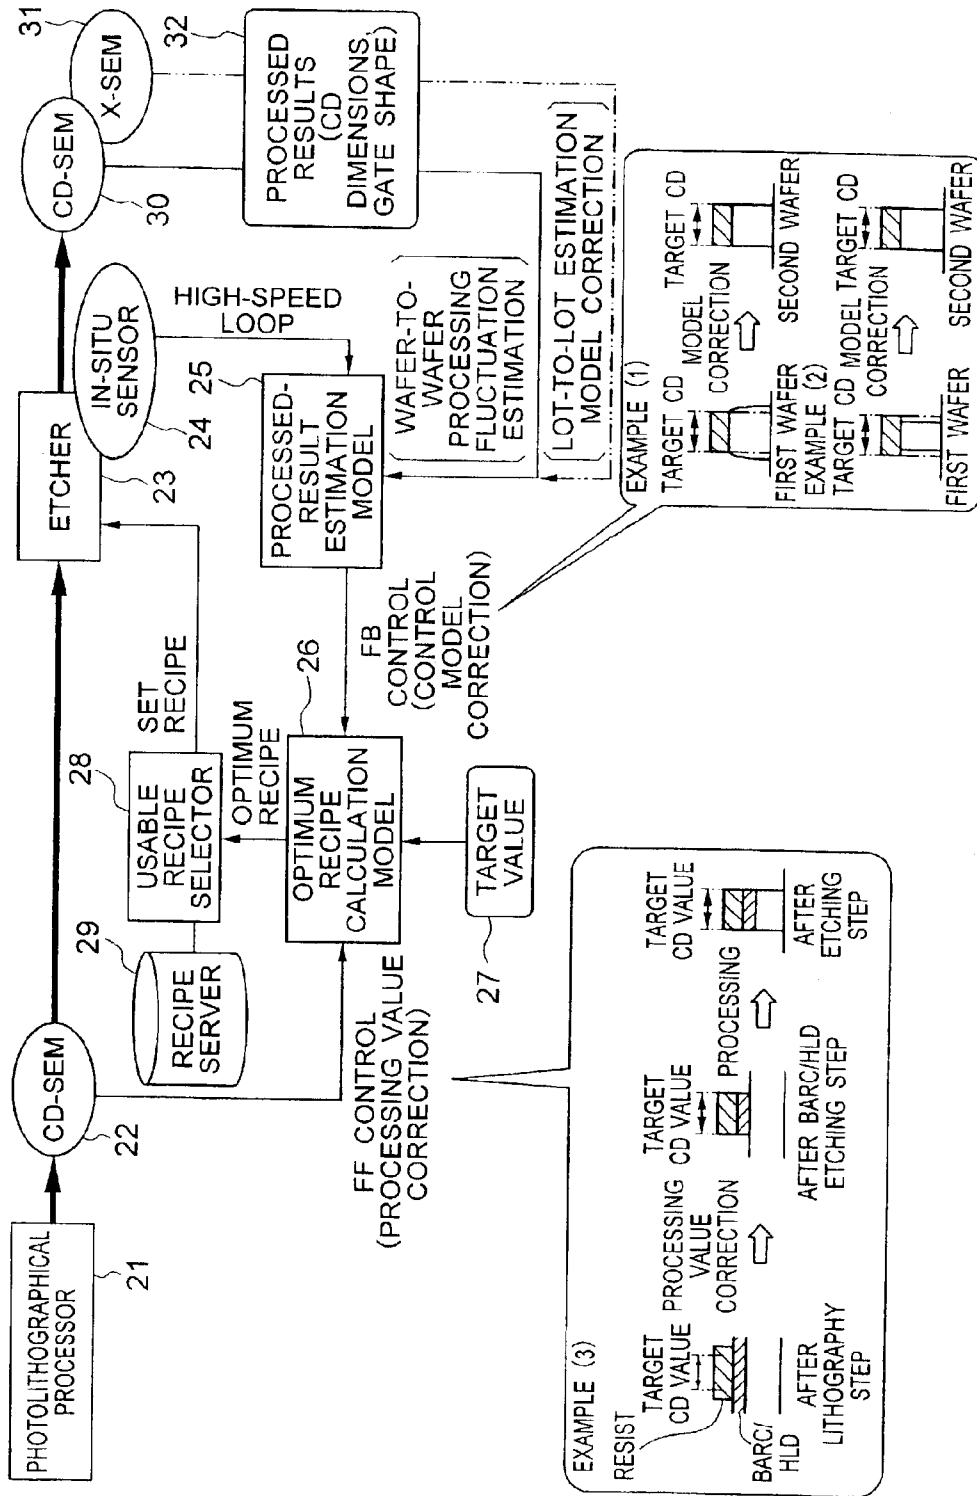 PHOTOLITHOGRAPHICAL
PROCESSOR
21
CD-SEM
22
ETCHER
23
IN-SITU
SENSOR
24
CD-SEM
30
X-SEM
31
RECIPE
SERVER
29
USABLE
RECIPE
SELECTOR
28
SET
RECIPE
OPTIMUM
RECIPE
OPTIMUM
RECIPE
CALCULATION
MODEL
26
HIGH-SPEED
LOOP
PROCESSED-
RESULT
ESTIMATION
MODEL
25
PROCESSED
RESULTS
(CD
DIMENSIONS,
GATE SHAPE)
32
FF CONTROL
(PROCESSING VALUE
CORRECTION)
TARGET
VALUE
27
FB
CONTROL
(CONTROL
MODEL
CORRECTION)
WAFER-TO-
WAFER
PROCESSING
FLUCTUATION
ESTIMATION
LOT-TO-LOT ESTIMATION
MODEL CORRECTION
EXAMPLE (3)
RESIST
TARGET
CD VALUE
BARC/
HLD
AFTER
LITHOGRAPHY
STEP
PROCESSING
VALUE
CORRECTION
TARGET
CD VALUE
AFTER BARC/HLD
ETCHING STEP
PROCESSING
TARGET
CD VALUE
AFTER
ETCHING
STEP
EXAMPLE (1)
TARGET CD
MODEL
CORRECTION
TARGET CD
FIRST WAFER
SECOND WAFER
EXAMPLE (2)
TARGET CD
MODEL
CORRECTION
TARGET CD
FIRST WAFER
SECOND WAFER